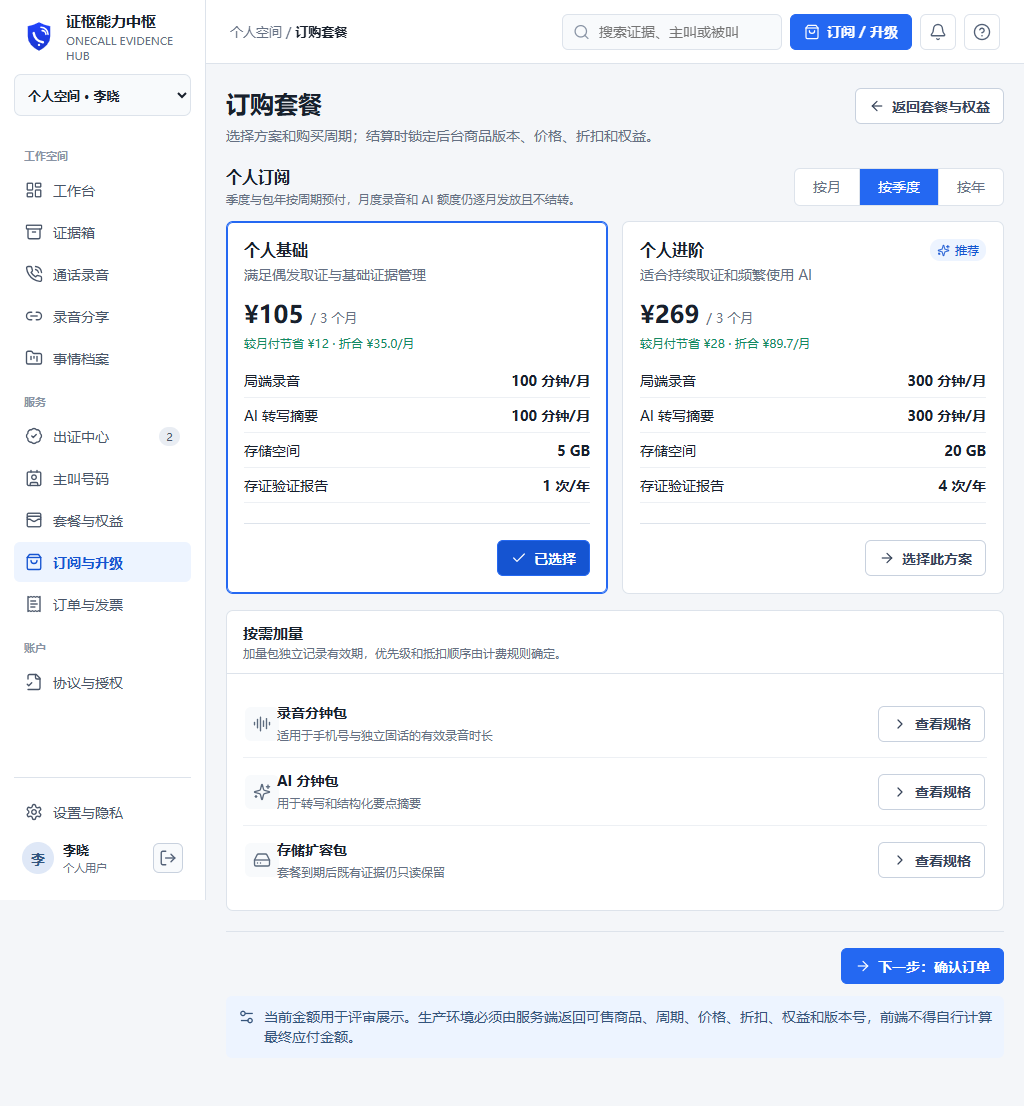 证枢能力中枢
ONECALL EVIDENCE
HUB
个人空间 • 李晓
工作空间
工作台
证据箱
通话录音
录音分享
事情档案
服务
出证中心
2
主叫号码
套餐与权益
订阅与升级
订单与发票
账户
协议与授权
设置与隐私
李
李晓
个人用户
个人空间 / 订购套餐
搜索证据、主叫或被叫
订阅 / 升级
订购套餐
选择方案和购买周期；结算时锁定后台商品版本、价格、折扣和权益。
返回套餐与权益
个人订阅
季度与包年按周期预付，月度录音和 AI 额度仍逐月发放且不结转。
按月
按季度
按年
个人基础
满足偶发取证与基础证据管理
¥105 / 3 个月
较月付节省 ¥12 · 折合 ¥35.0/月
局端录音 100 分钟/月
AI 转写摘要 100 分钟/月
存储空间 5 GB
存证验证报告 1 次/年
已选择
个人进阶
推荐
适合持续取证和频繁使用 AI
¥269 / 3 个月
较月付节省 ¥28 · 折合 ¥89.7/月
局端录音 300 分钟/月
AI 转写摘要 300 分钟/月
存储空间 20 GB
存证验证报告 4 次/年
选择此方案
按需加量
加量包独立记录有效期，优先级和抵扣顺序由计费规则确定。
录音分钟包
适用于手机号与独立固话的有效录音时长
查看规格
AI 分钟包
用于转写和结构化要点摘要
查看规格
存储扩容包
套餐到期后既有证据仍只读保留
查看规格
下一步：确认订单
当前金额用于评审展示。生产环境必须由服务端返回可售商品、周期、价格、折扣、权益和版本号，前端不得自行计算
最终应付金额。